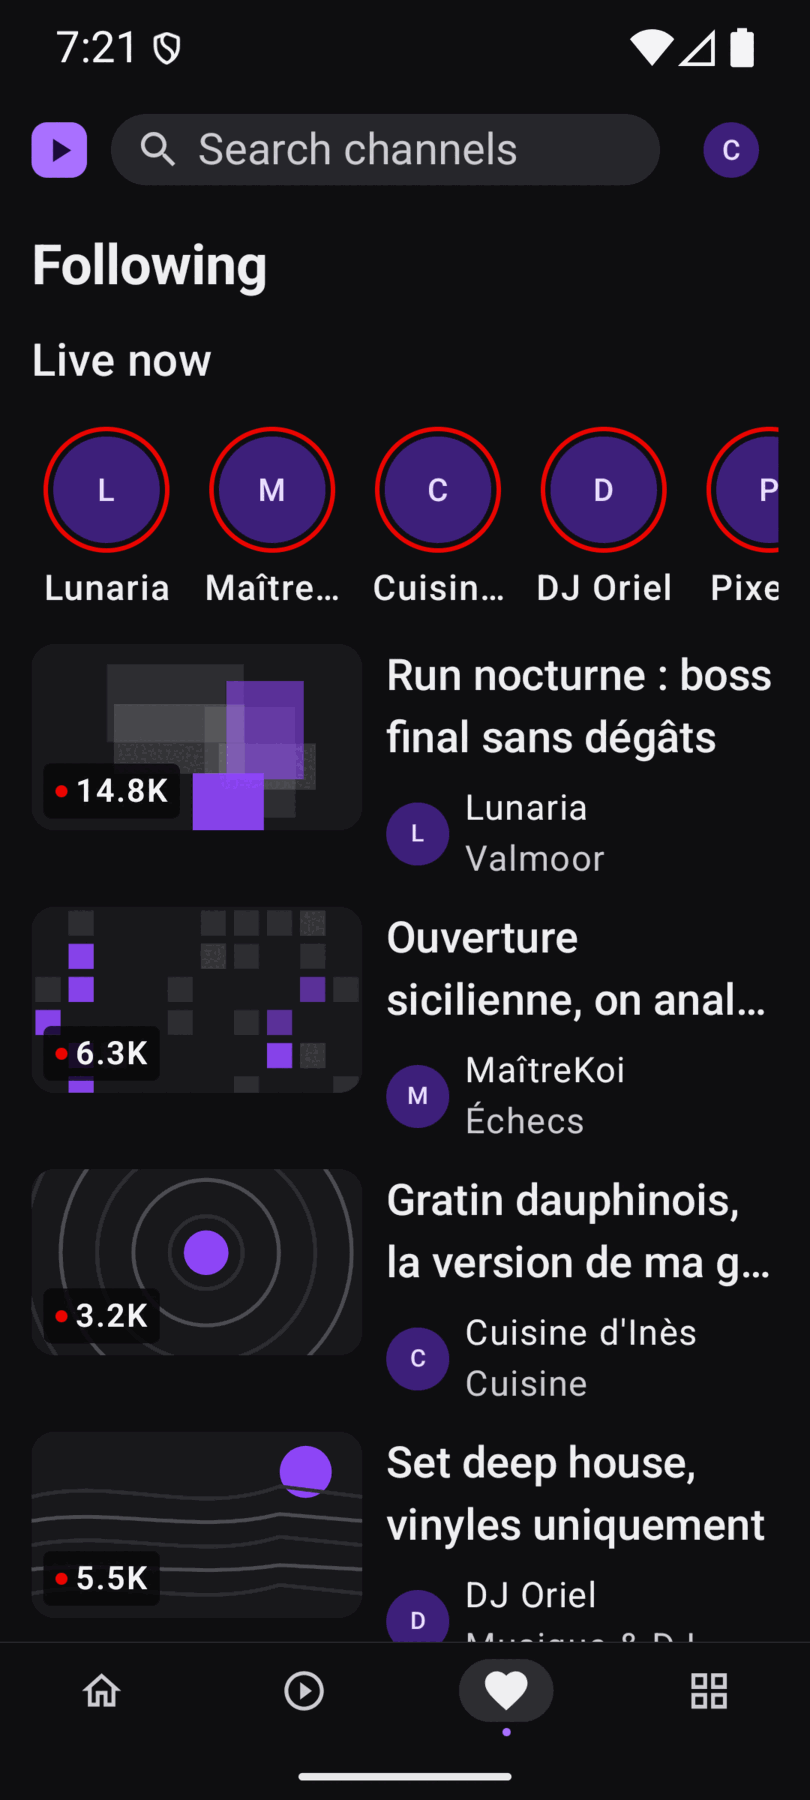 7:21
Search channels
C
Following
Live now
L
M
C
D
P
Lunaria
Maître...
Cuisin...
DJ Oriel
Pixe
Run nocturne : boss
final sans dégâts
14.8K
L
Lunaria
Valmoor
Ouverture
sicilienne, on anal...
6.3K
M
MaîtreKoi
Échecs
Gratin dauphinois,
la version de ma g...
3.2K
C
Cuisine d'Inès
Cuisine
Set deep house,
vinyles uniquement
5.5K
D
DJ Oriel